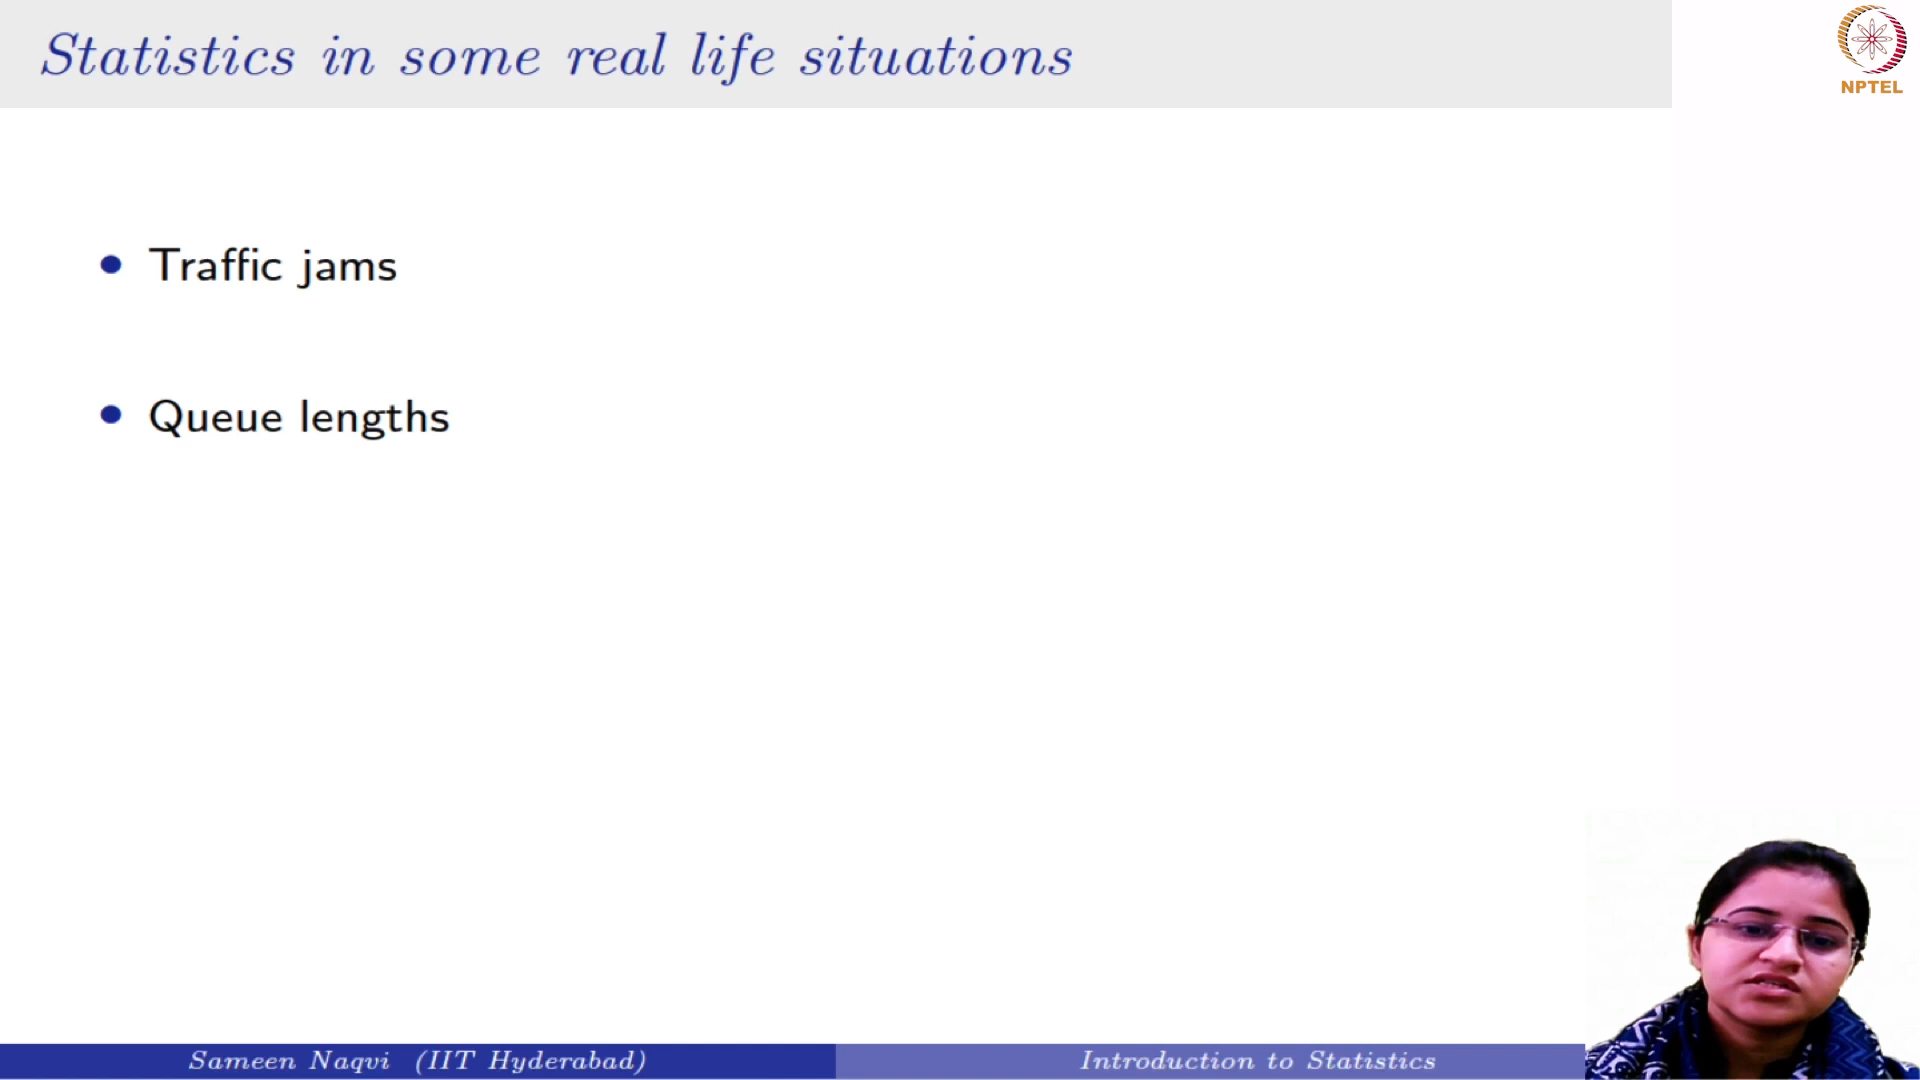 Statistics in some real life situations
NPTEL
• Traffic jams
• Queue lengths
Sameen Naqvi (IIT Hyderabad)
Introduction to Statistics